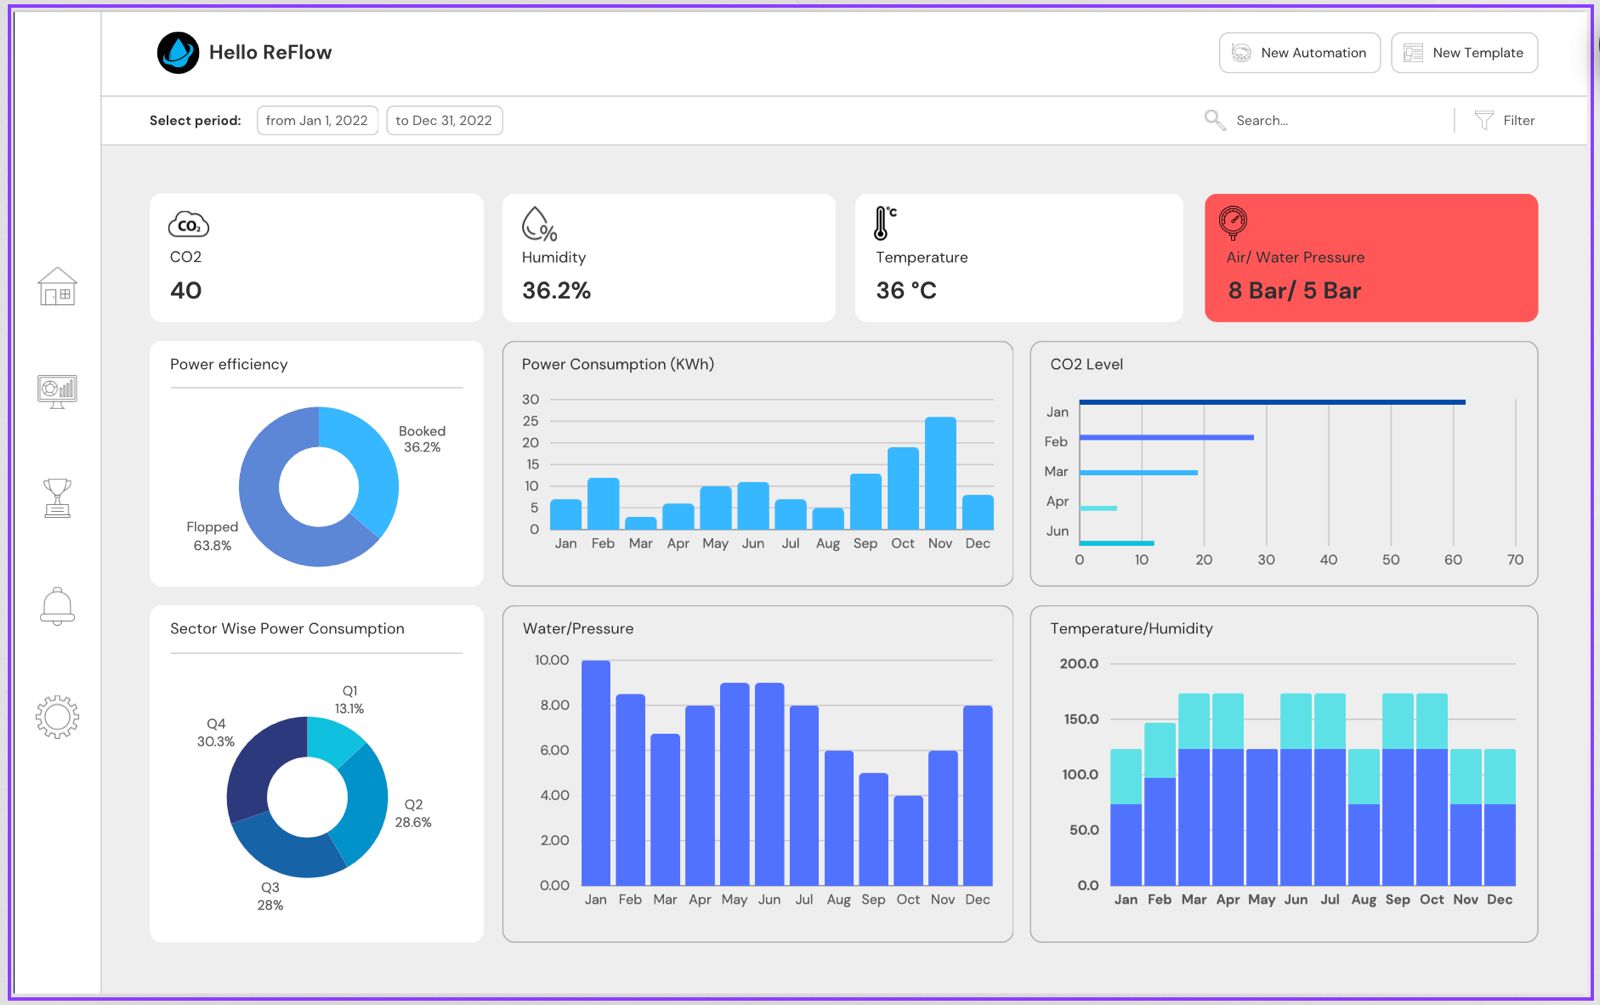 Hello ReFlow
New Automation
New Template
Select period:
from Jan 1, 2022
to Dec 31, 2022
Search...
Filter
CO₂
CO2
40
%
Humidity
36.2%
°C
Temperature
36 °C
Air/ Water Pressure
8 Bar/ 5 Bar
Power efficiency
Booked
36.2%
Flopped
63.8%
Power Consumption (KWh)
30
25
20
15
10
5
0
Jan Feb Mar Apr May Jun Jul Aug Sep Oct Nov Dec
CO2 Level
Jan
Feb
Mar
Apr
Jun
0 10 20 30 40 50 60 70
Sector Wise Power Consumption
Q1
13.1%
Q4
30.3%
Q2
28.6%
Q3
28%
Water/Pressure
10.00
8.00
6.00
4.00
2.00
0.00
Jan Feb Mar Apr May Jun Jul Aug Sep Oct Nov Dec
Temperature/Humidity
200.0
150.0
100.0
50.0
0.0
Jan Feb Mar Apr May Jun Jul Aug Sep Oct Nov Dec